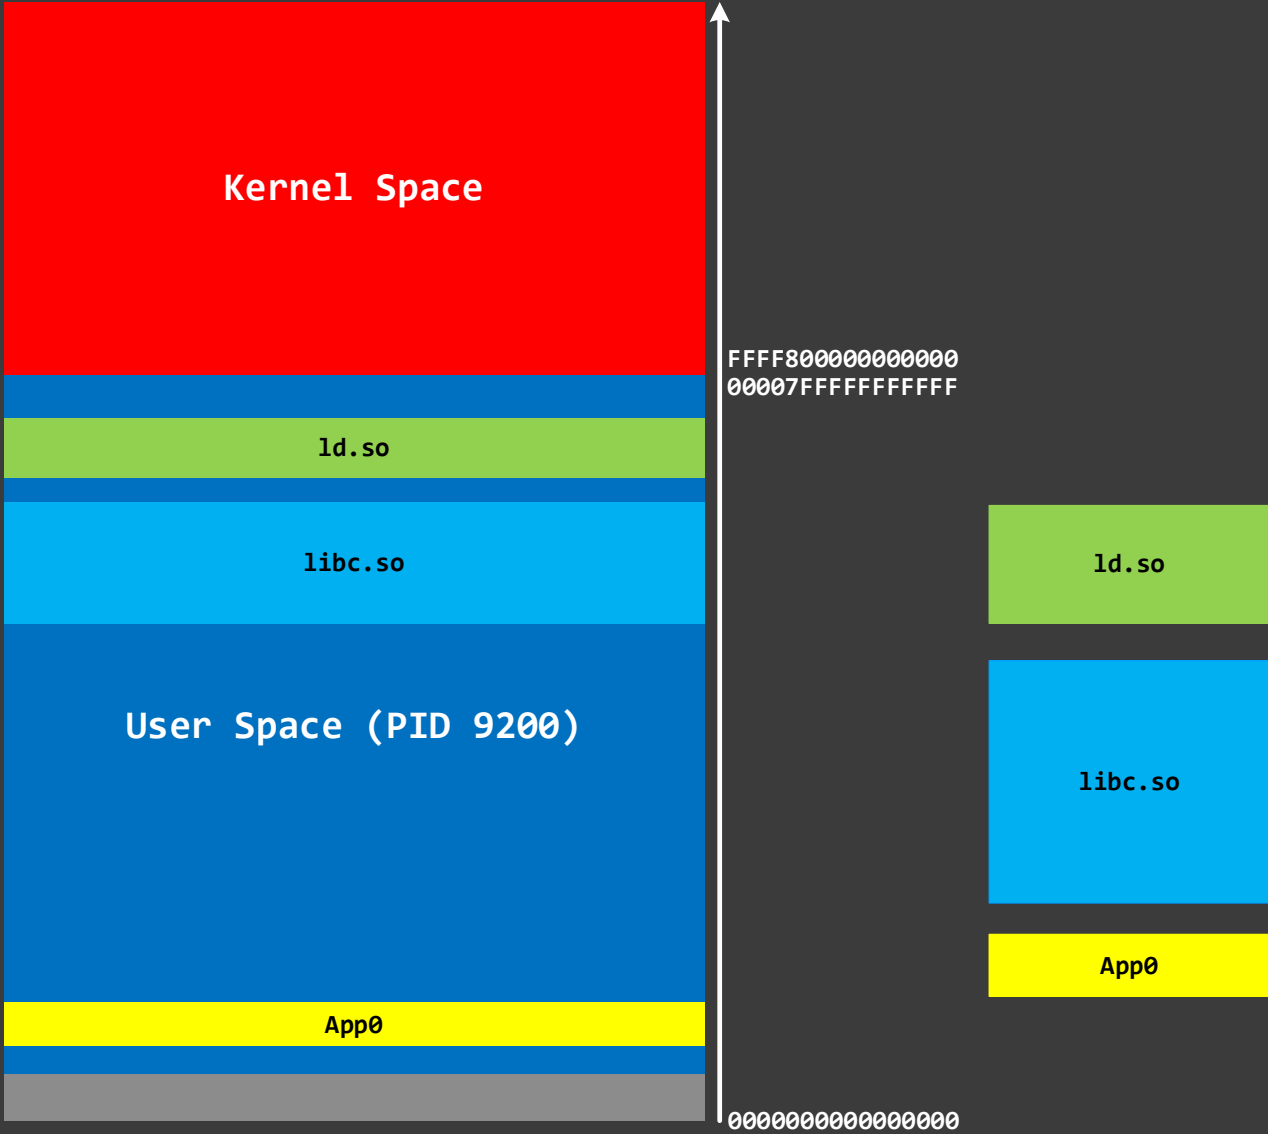 Kernel Space
FFFF800000000000
00007FFFFFFFFFFF
ld.so
libc.so
User Space (PID 9200)
App0
0000000000000000
ld.so
libc.so
App0